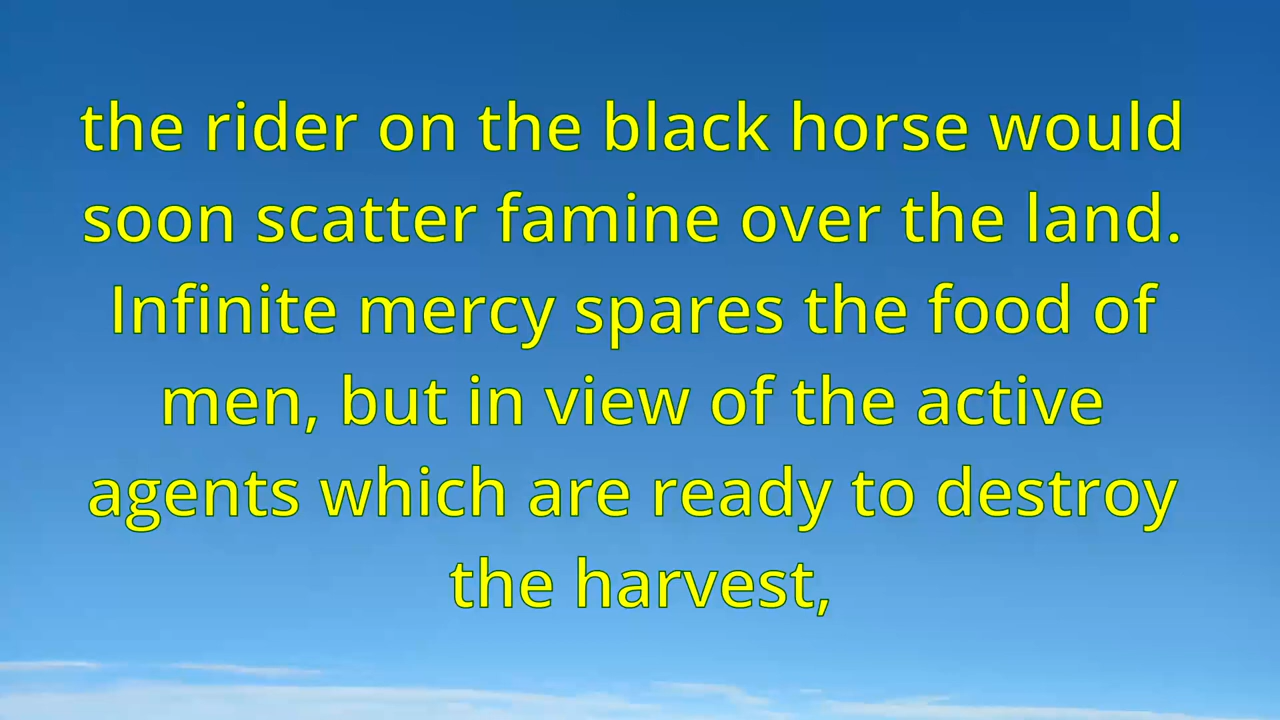 the rider on the black horse would
soon scatter famine over the land.
Infinite mercy spares the food of
men, but in view of the active
agents which are ready to destroy
the harvest,